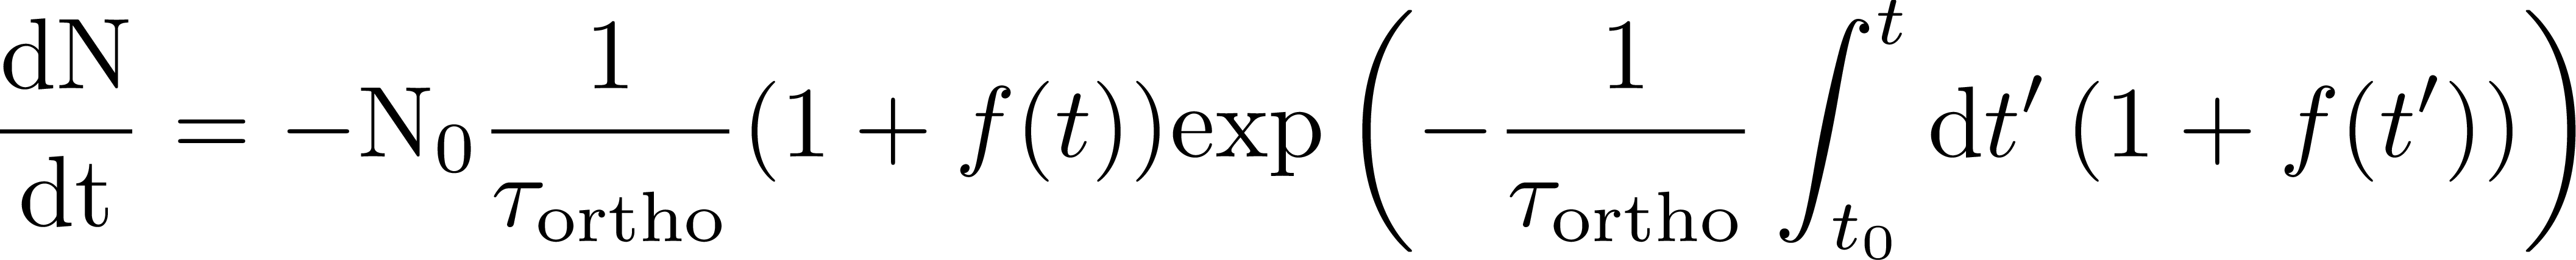 dN/dt = −N₀ 1/τ_ortho (1 + f(t))exp(−1/τ_ortho ∫_{t₀}^{t} dt′ (1 + f(t′)))